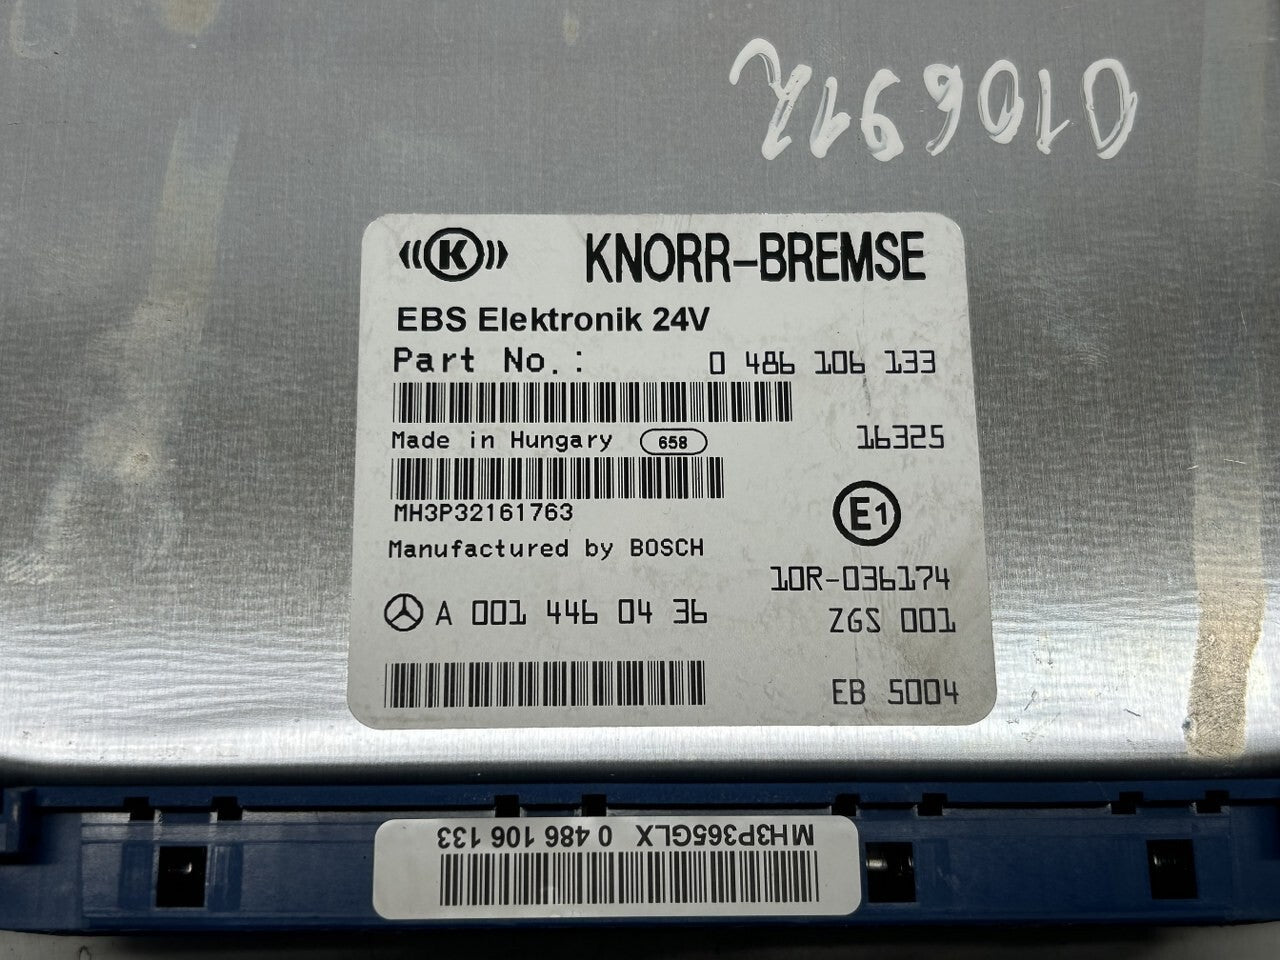 010691R
K KNORR-BREMSE
EBS Elektronik 24V
Part No.: 0 486 106 133
Made in Hungary 658 16325
MH3P32161763
E1
Manufactured by BOSCH
10R-036174
A 001 446 04 36 ZGS 001
EB 5004
MH3P365GLX 0 486 106 133